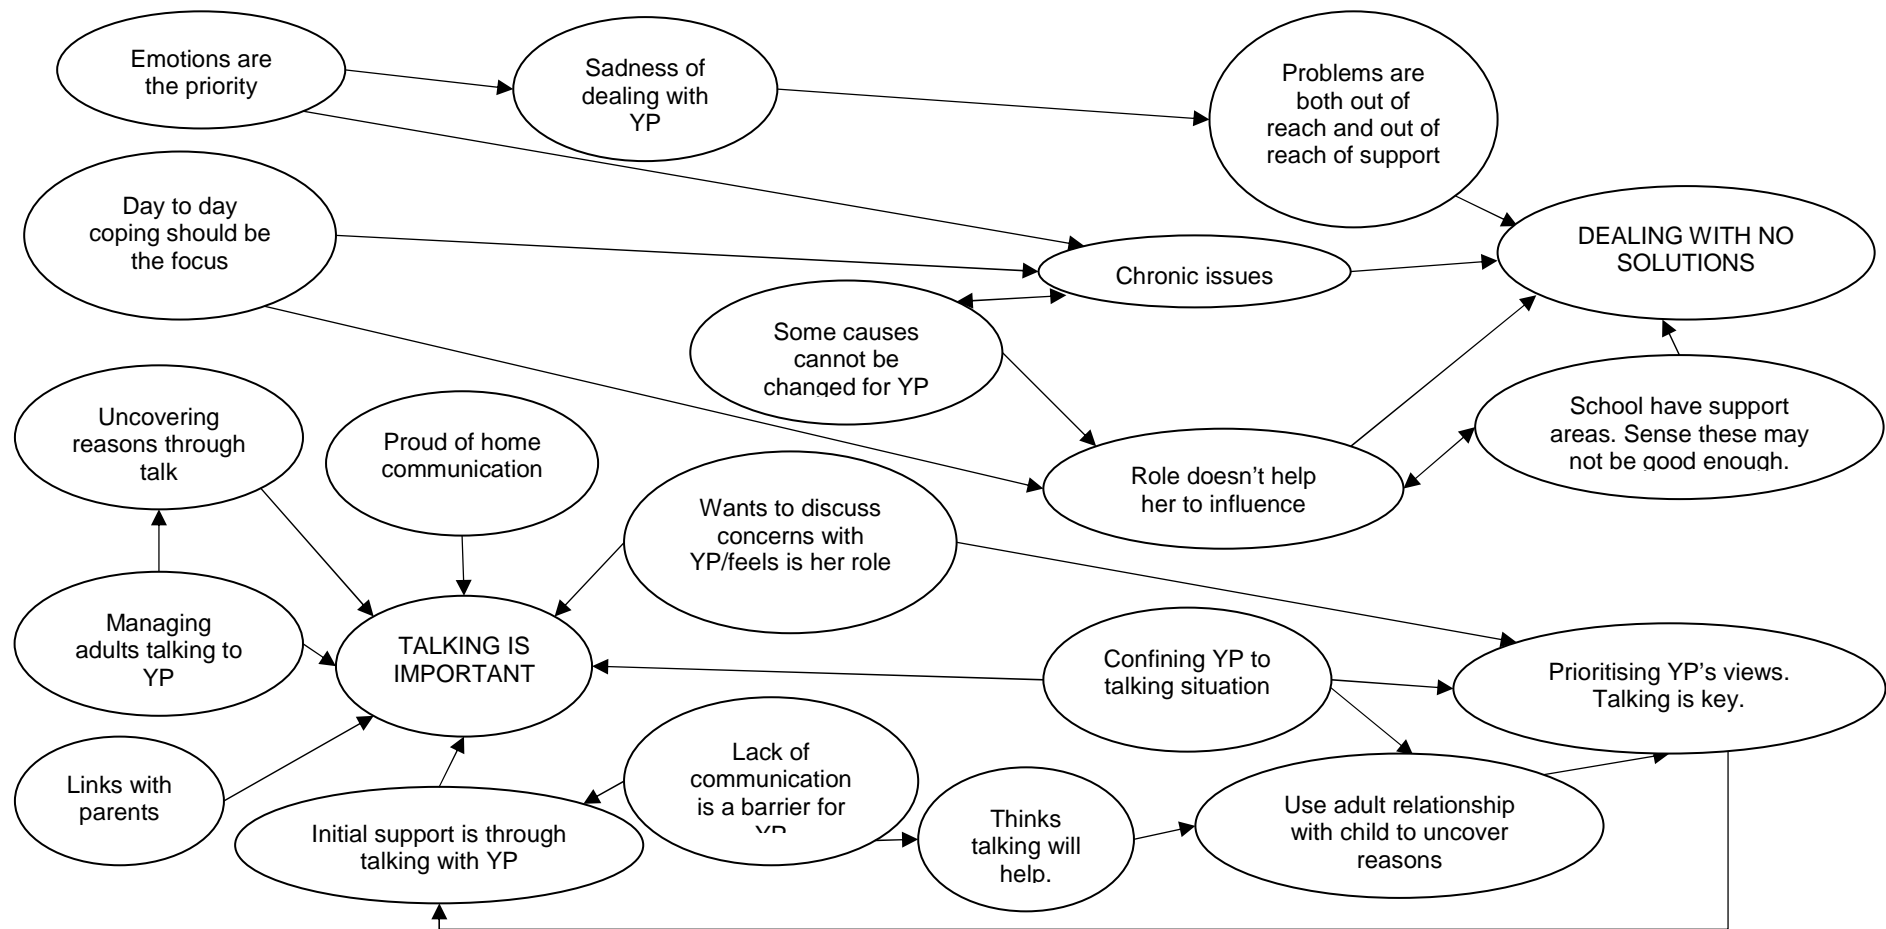 Emotions are
the priority
Sadness of
dealing with
YP
Problems are
both out of
reach and out of
reach of support
Day to day
coping should be
the focus
DEALING WITH NO
SOLUTIONS
Chronic issues
Some causes
cannot be
changed for YP
Uncovering
reasons through
talk
Proud of home
communication
School have support
areas. Sense these may
not be good enough.
Role doesn’t help
her to influence
Wants to discuss
concerns with
YP/feels is her role
Managing
adults talking to
YP
TALKING IS
IMPORTANT
Confining YP to
talking situation
Prioritising YP’s views.
Talking is key.
Links with
parents
Lack of
communication
is a barrier for
YP
Initial support is through
talking with YP
Thinks
talking will
help.
Use adult relationship
with child to uncover
reasons